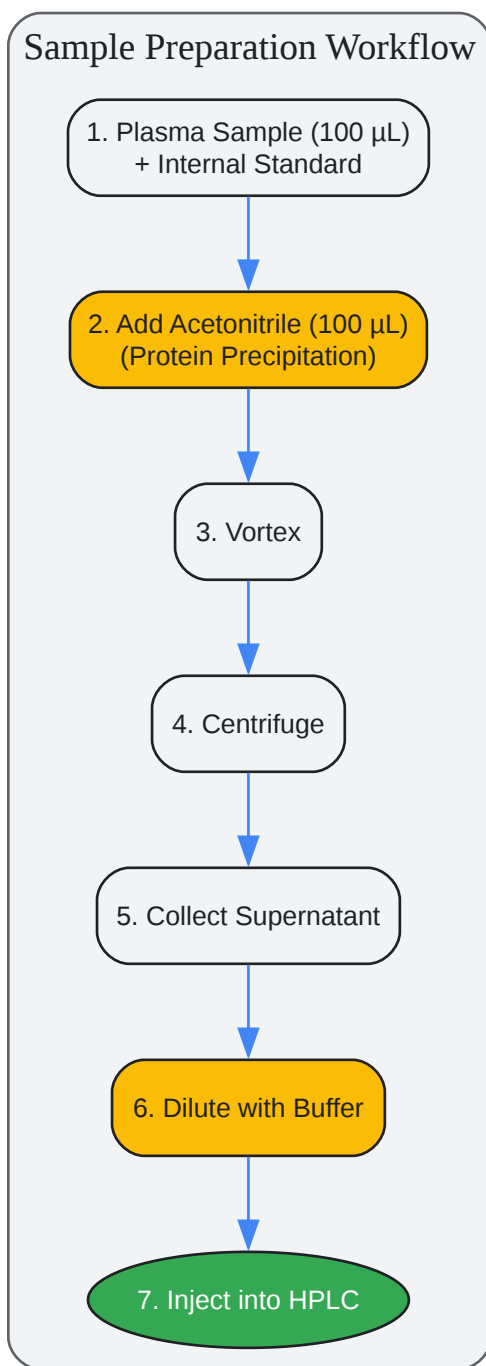 Sample Preparation Workflow
1. Plasma Sample (100 µL)
+ Internal Standard
2. Add Acetonitrile (100 µL)
(Protein Precipitation)
3. Vortex
4. Centrifuge
5. Collect Supernatant
6. Dilute with Buffer
7. Inject into HPLC